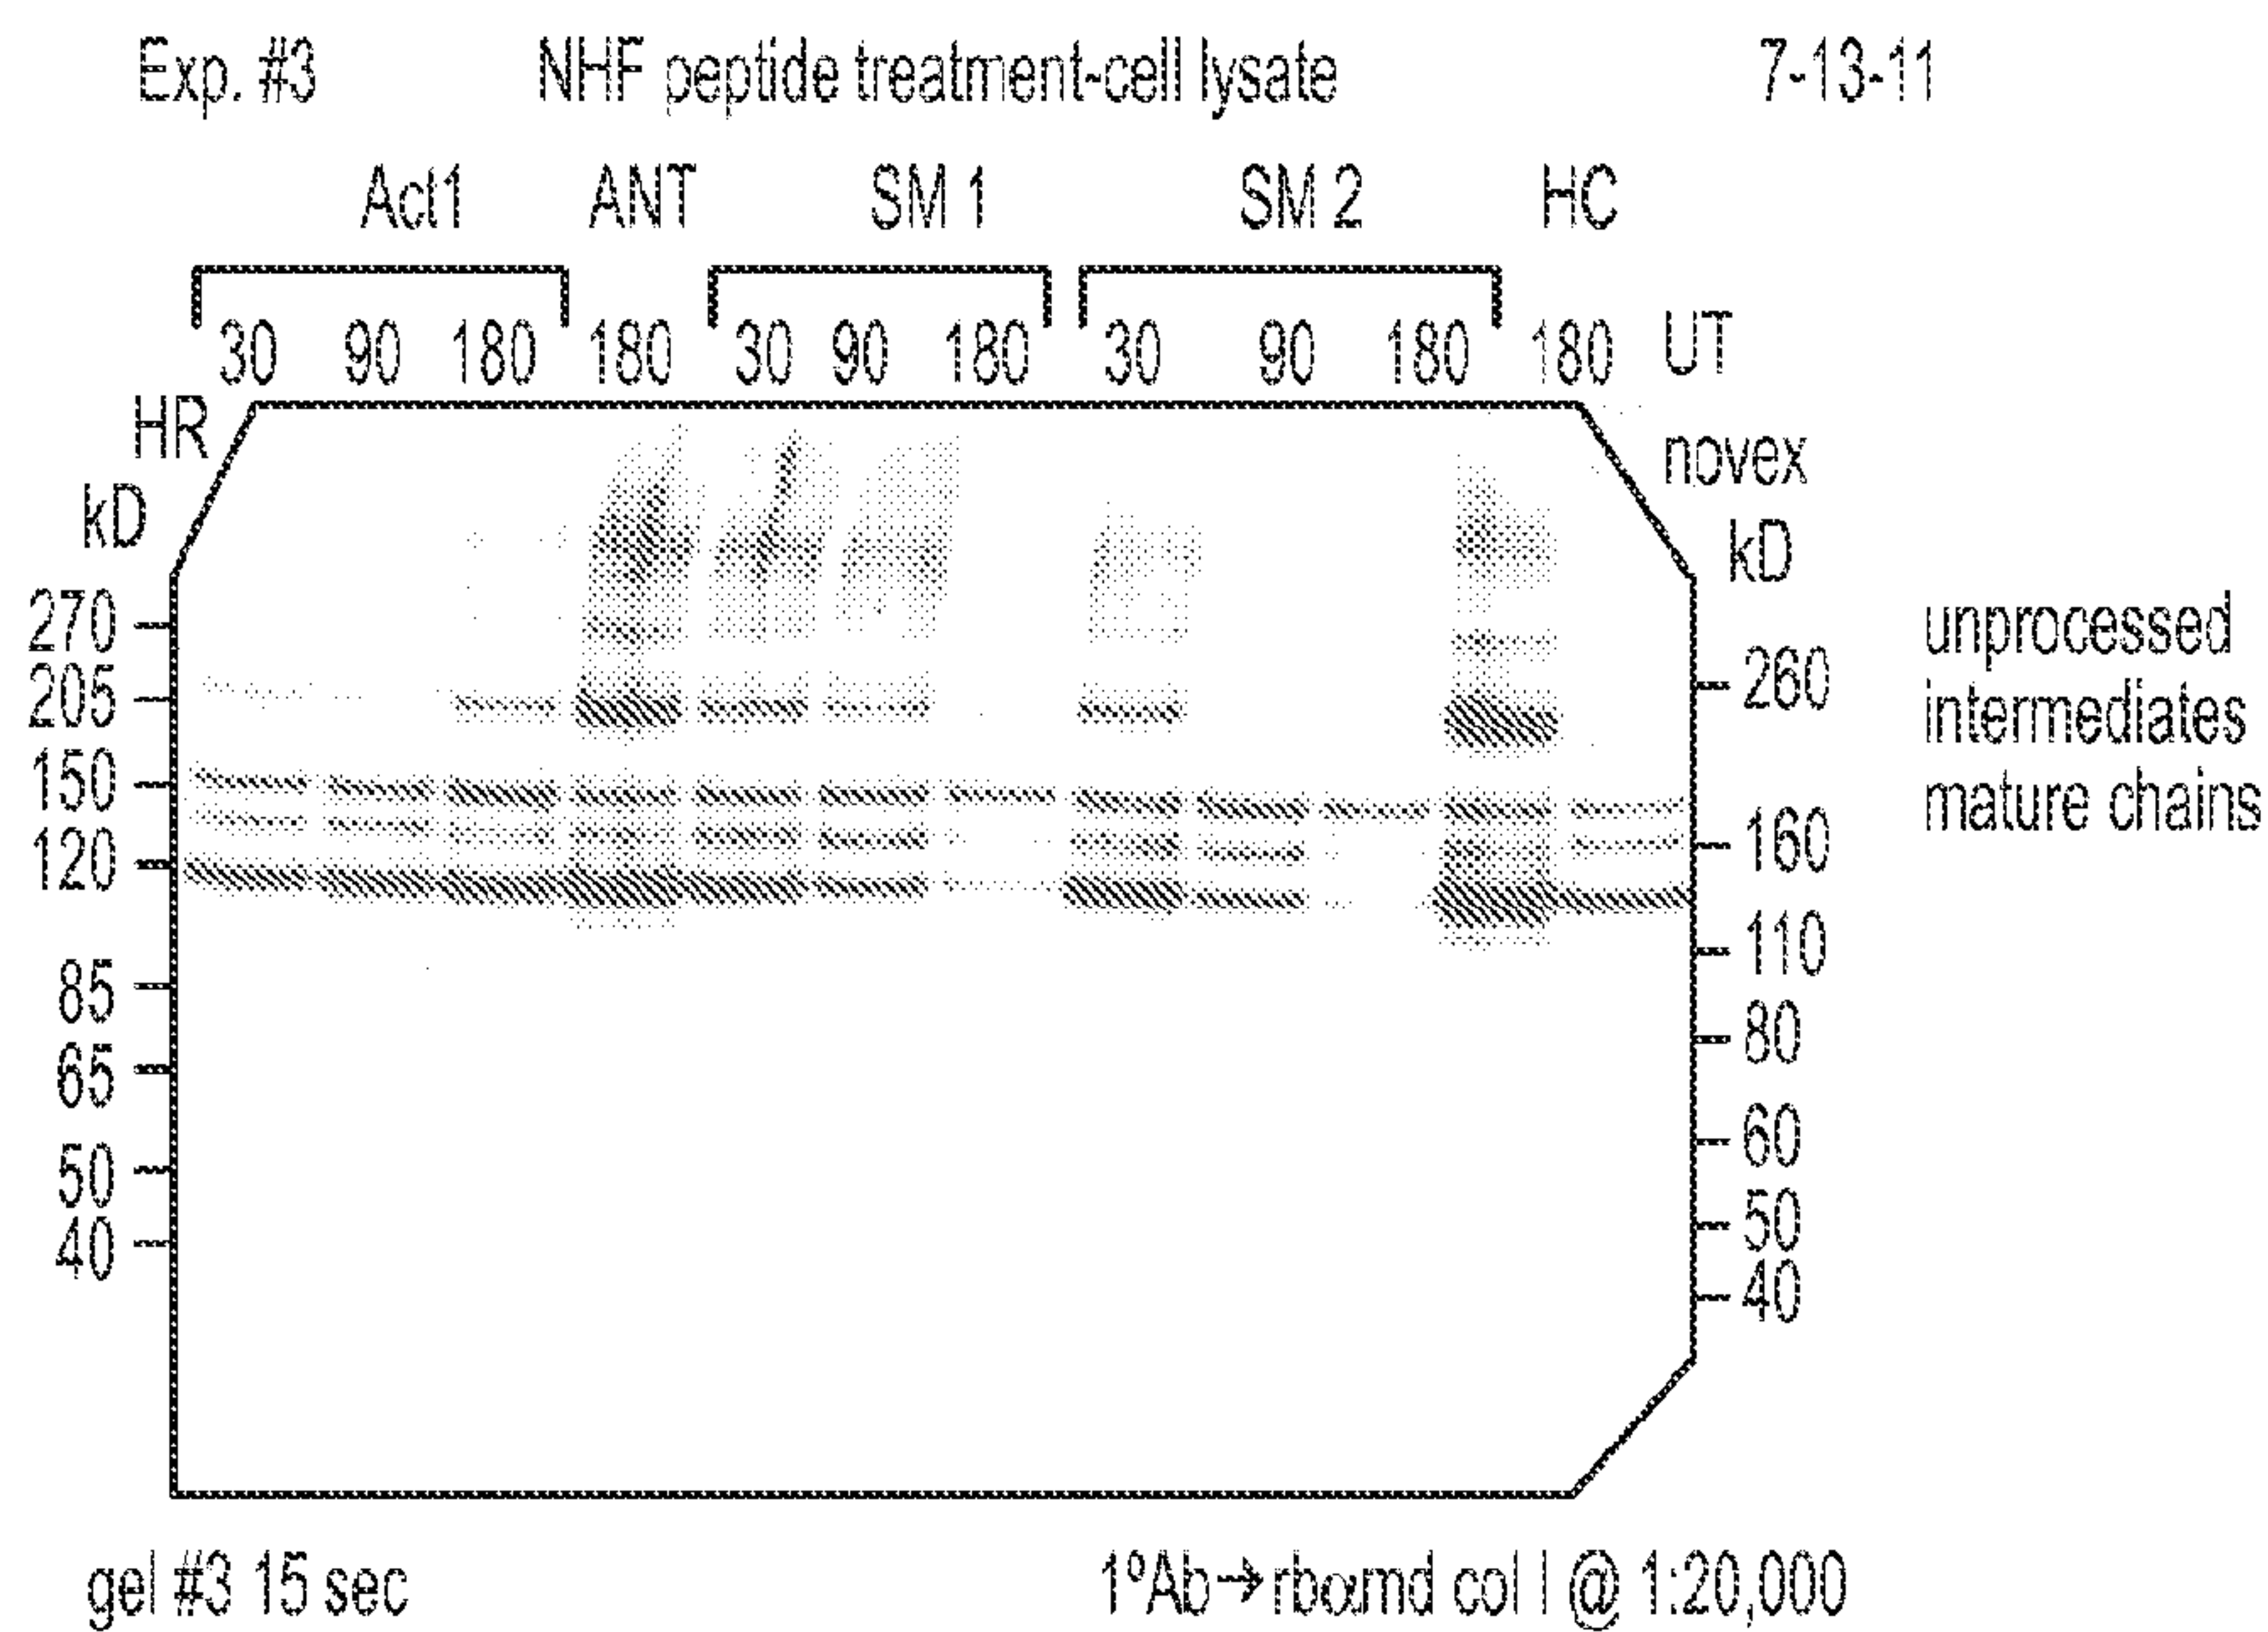 Exp. #3 NHF peptide treatment-cell lysate 7-13-11
Act1 ANT SM 1 SM 2 HC
30 90 180 180 30 90 180 30 90 180 180 UT
HR
novex
kD
kD
270
205
150
120
85
65
50
40
260
160
110
80
60
50
40
unprocessed
intermediates
mature chains
gel #3 15 sec 1ºAb→rbαmd col I @ 1:20,000